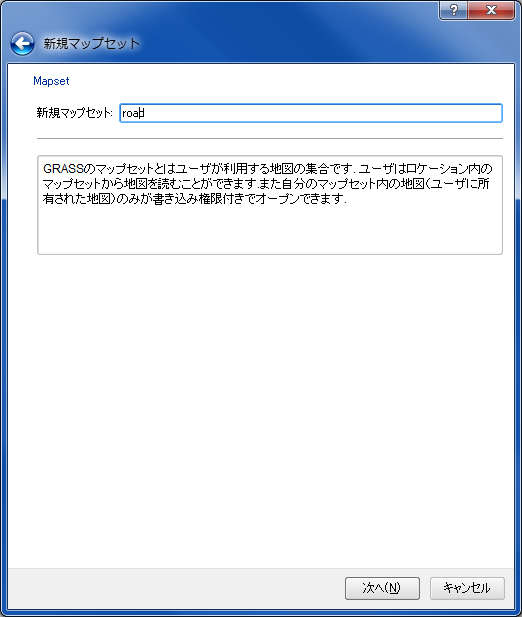 新規マップセット
Mapset
新規マップセット: road
GRASSのマップセットとはユーザが利用する地図の集合です. ユーザはロケーション内の
マップセットから地図を読むことができます.また自分のマップセット内の地図(ユーザに所
有された地図)のみが書き込み権限付きでオープンできます.
次へ(N)
キャンセル